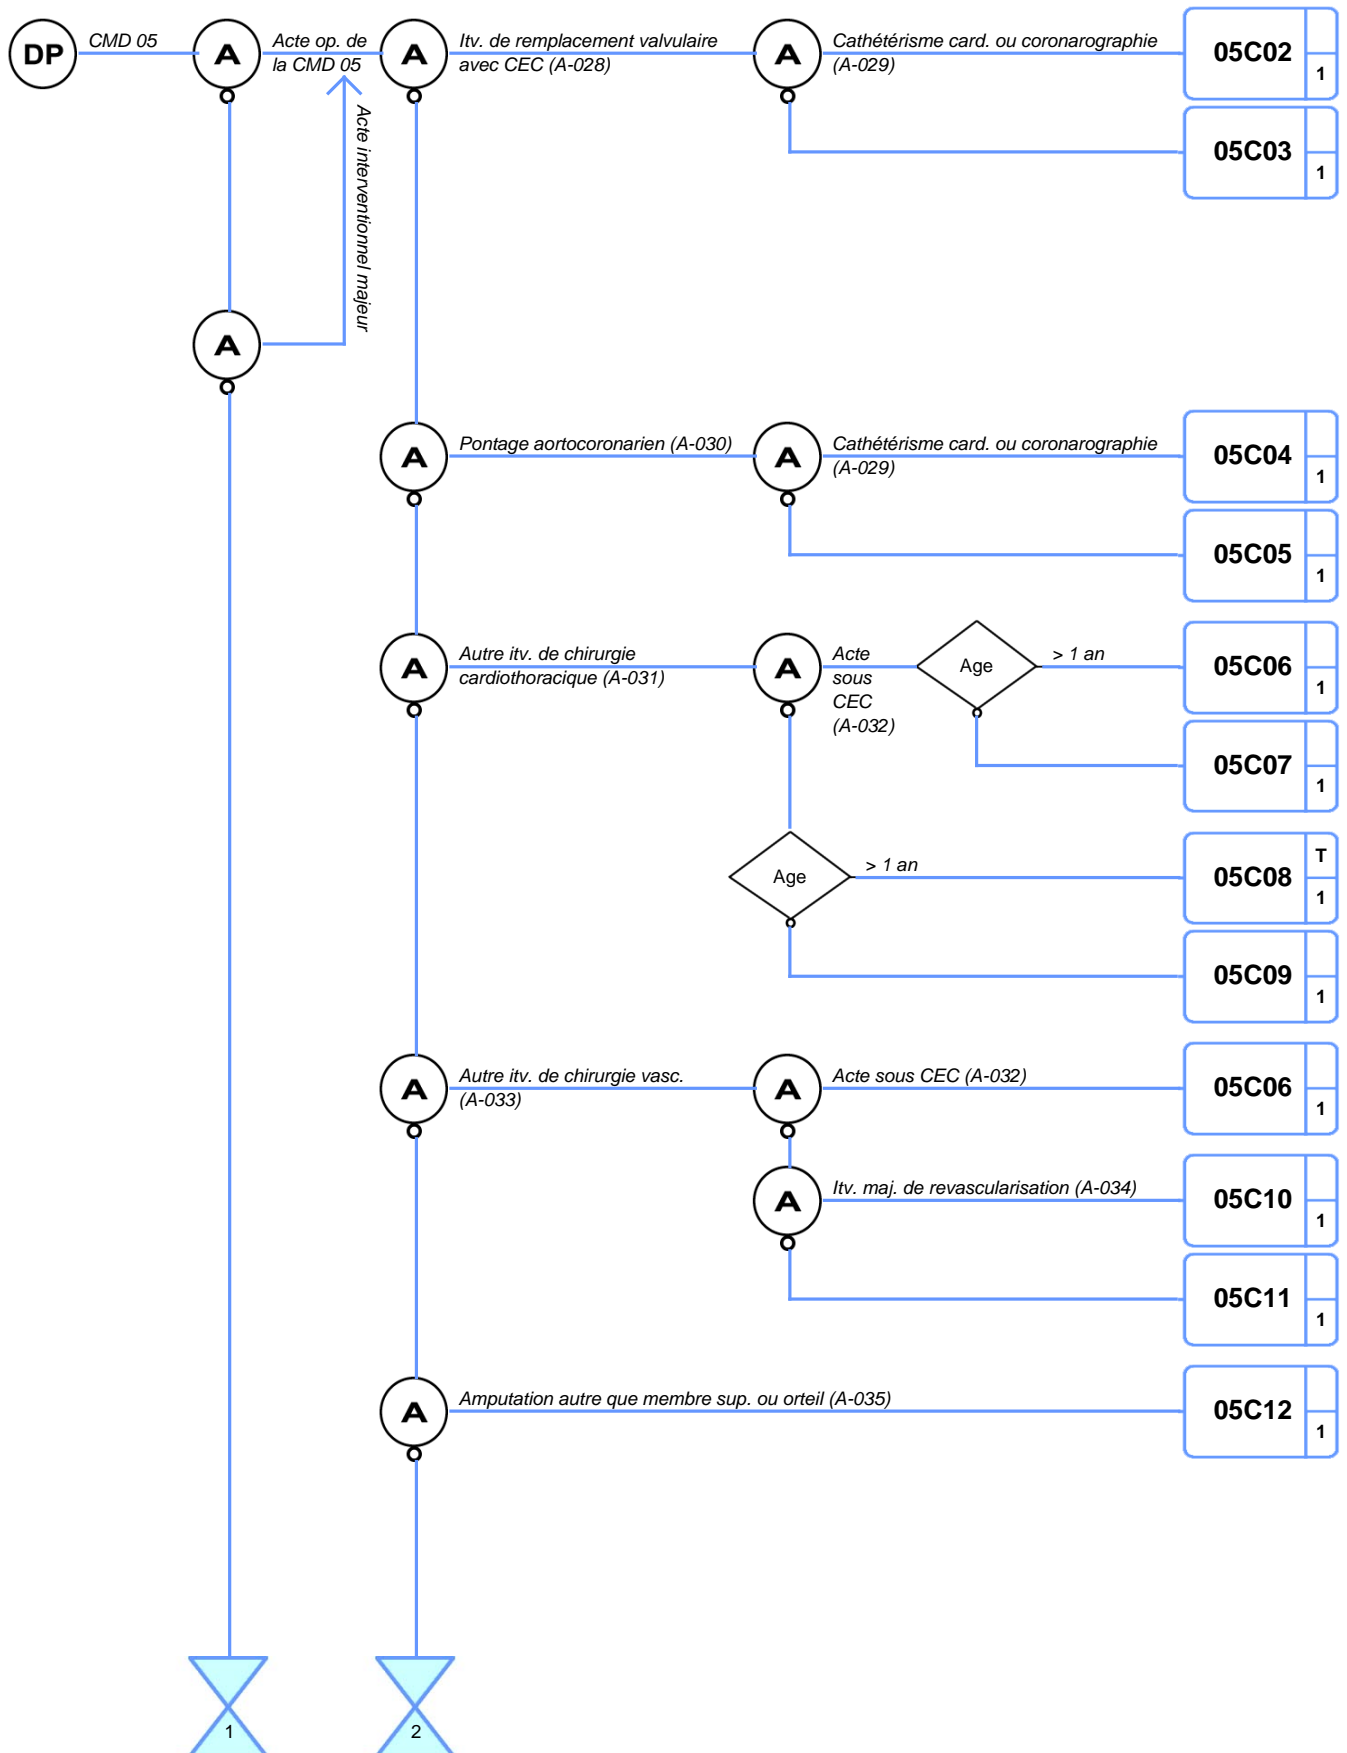 DP
CMD 05
A
Acte op. de
la CMD 05
A
Itv. de remplacement valvulaire
avec CEC (A-028)
A
Cathétérisme card. ou coronarographie
(A-029)
05C02
1
05C03
1
Acte interventionnel majeur
A
A
Pontage aortocoronarien (A-030)
A
Cathétérisme card. ou coronarographie
(A-029)
05C04
1
05C05
1
A
Autre itv. de chirurgie
cardiothoracique (A-031)
A
Acte
sous
CEC
(A-032)
Age
> 1 an
05C06
1
05C07
1
Age
> 1 an
05C08
T
1
05C09
1
A
Autre itv. de chirurgie vasc.
(A-033)
A
Acte sous CEC (A-032)
05C06
1
A
Itv. maj. de revascularisation (A-034)
05C10
1
05C11
1
A
Amputation autre que membre sup. ou orteil (A-035)
05C12
1
1
2